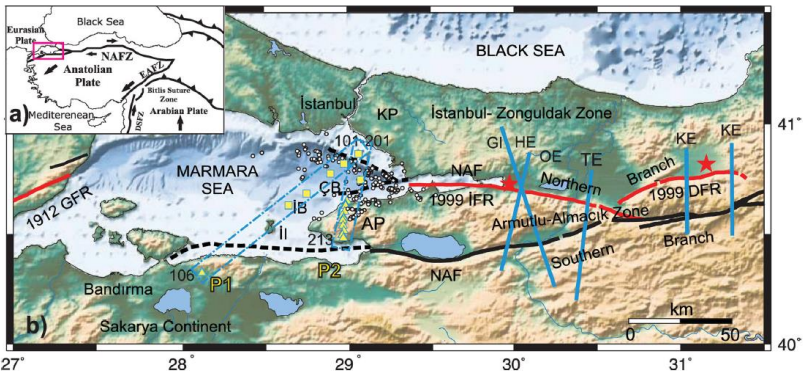 a)
Black Sea
Eurasian
Plate
NAFZ
Anatolian
Plate
EAFZ
Bitlis Suture
Zone
DSFZ
Arabian Plate
Mediterenean
Sea
BLACK SEA
İstanbul
KP
İstanbul- Zonguldak Zone
41°
101
201
GI
HE
OE
TE
KE
KE
MARMARA
SEA
ÇB
NAF
Northern
Branch
1912 GFR
1999 İFR
1999 DFR
İB
AP
Armutlu-Almacık Zone
İI
213
Southern
Branch
106
P1
P2
NAF
Bandırma
km
b)
Sakarya Continent
0
50
40°
27°
28°
29°
30°
31°